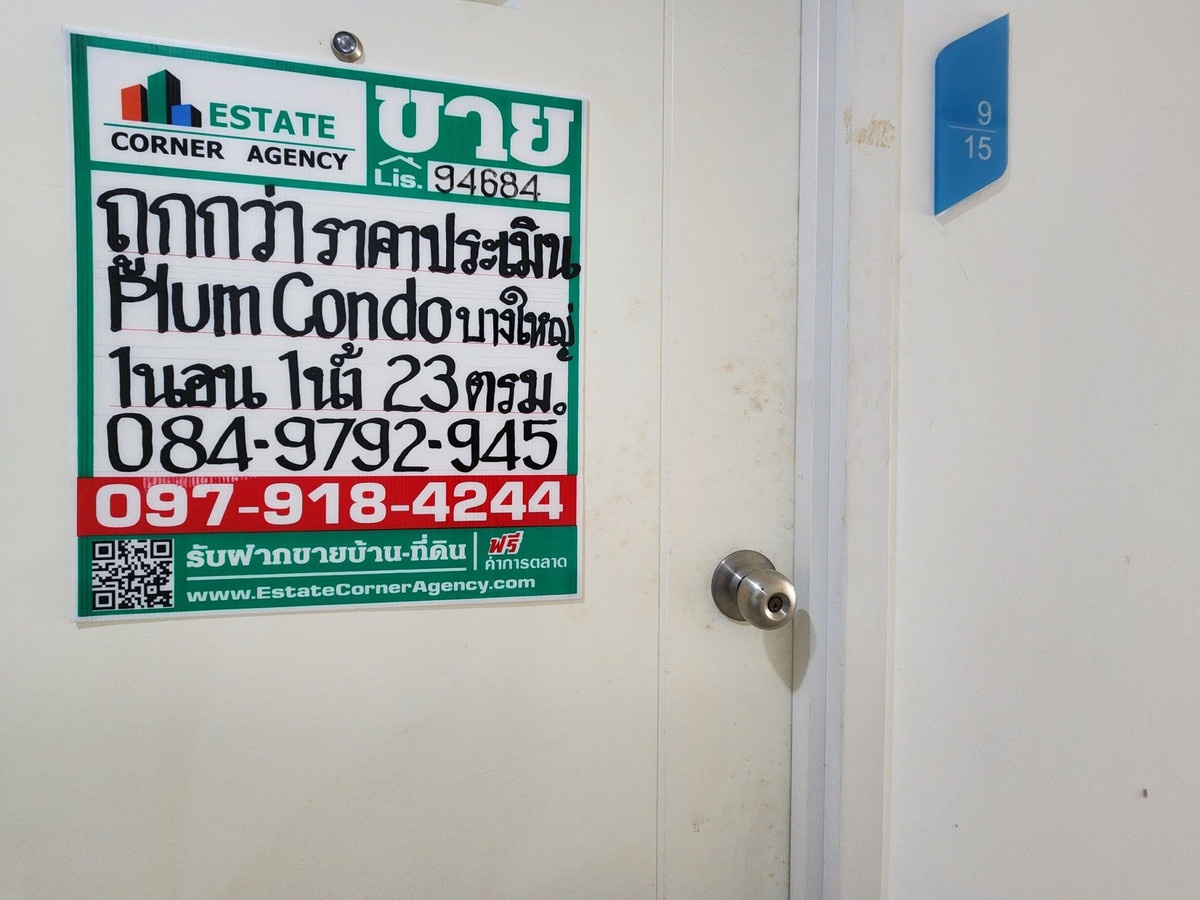 ESTATE
CORNER AGENCY
ขาย
Lis. 94684
ถูกกว่าราคาประเมิน
Plum Condo บางใหญ่
1นอน 1น้ำ 23 ตรม.
084-9792-945
097-918-4244
รับฝากขายบ้าน-ที่ดิน
ฟรี
ค่าการตลาด
www.EstateCornerAgency.com
9
15